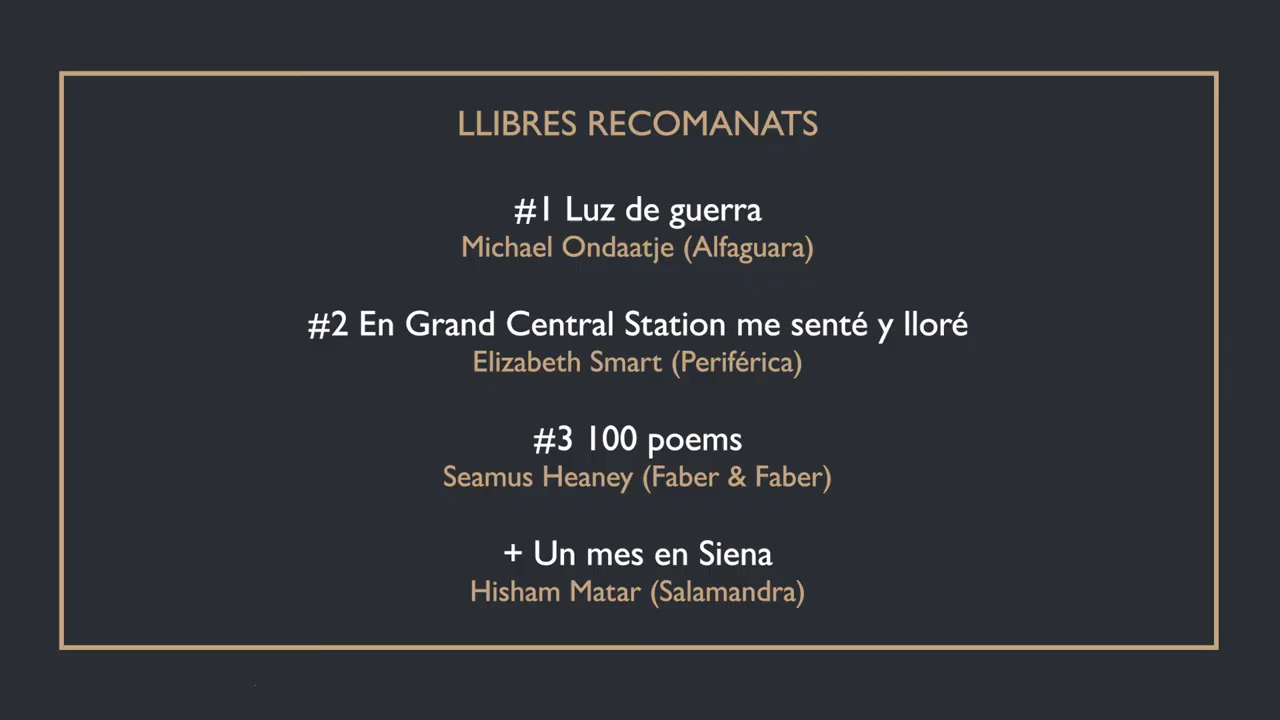 LLIBRES RECOMANATS
#1 Luz de guerra
Michael Ondaatje (Alfaguara)
#2 En Grand Central Station me senté y lloré
Elizabeth Smart (Periférica)
#3 100 poems
Seamus Heaney (Faber & Faber)
+ Un mes en Siena
Hisham Matar (Salamandra)